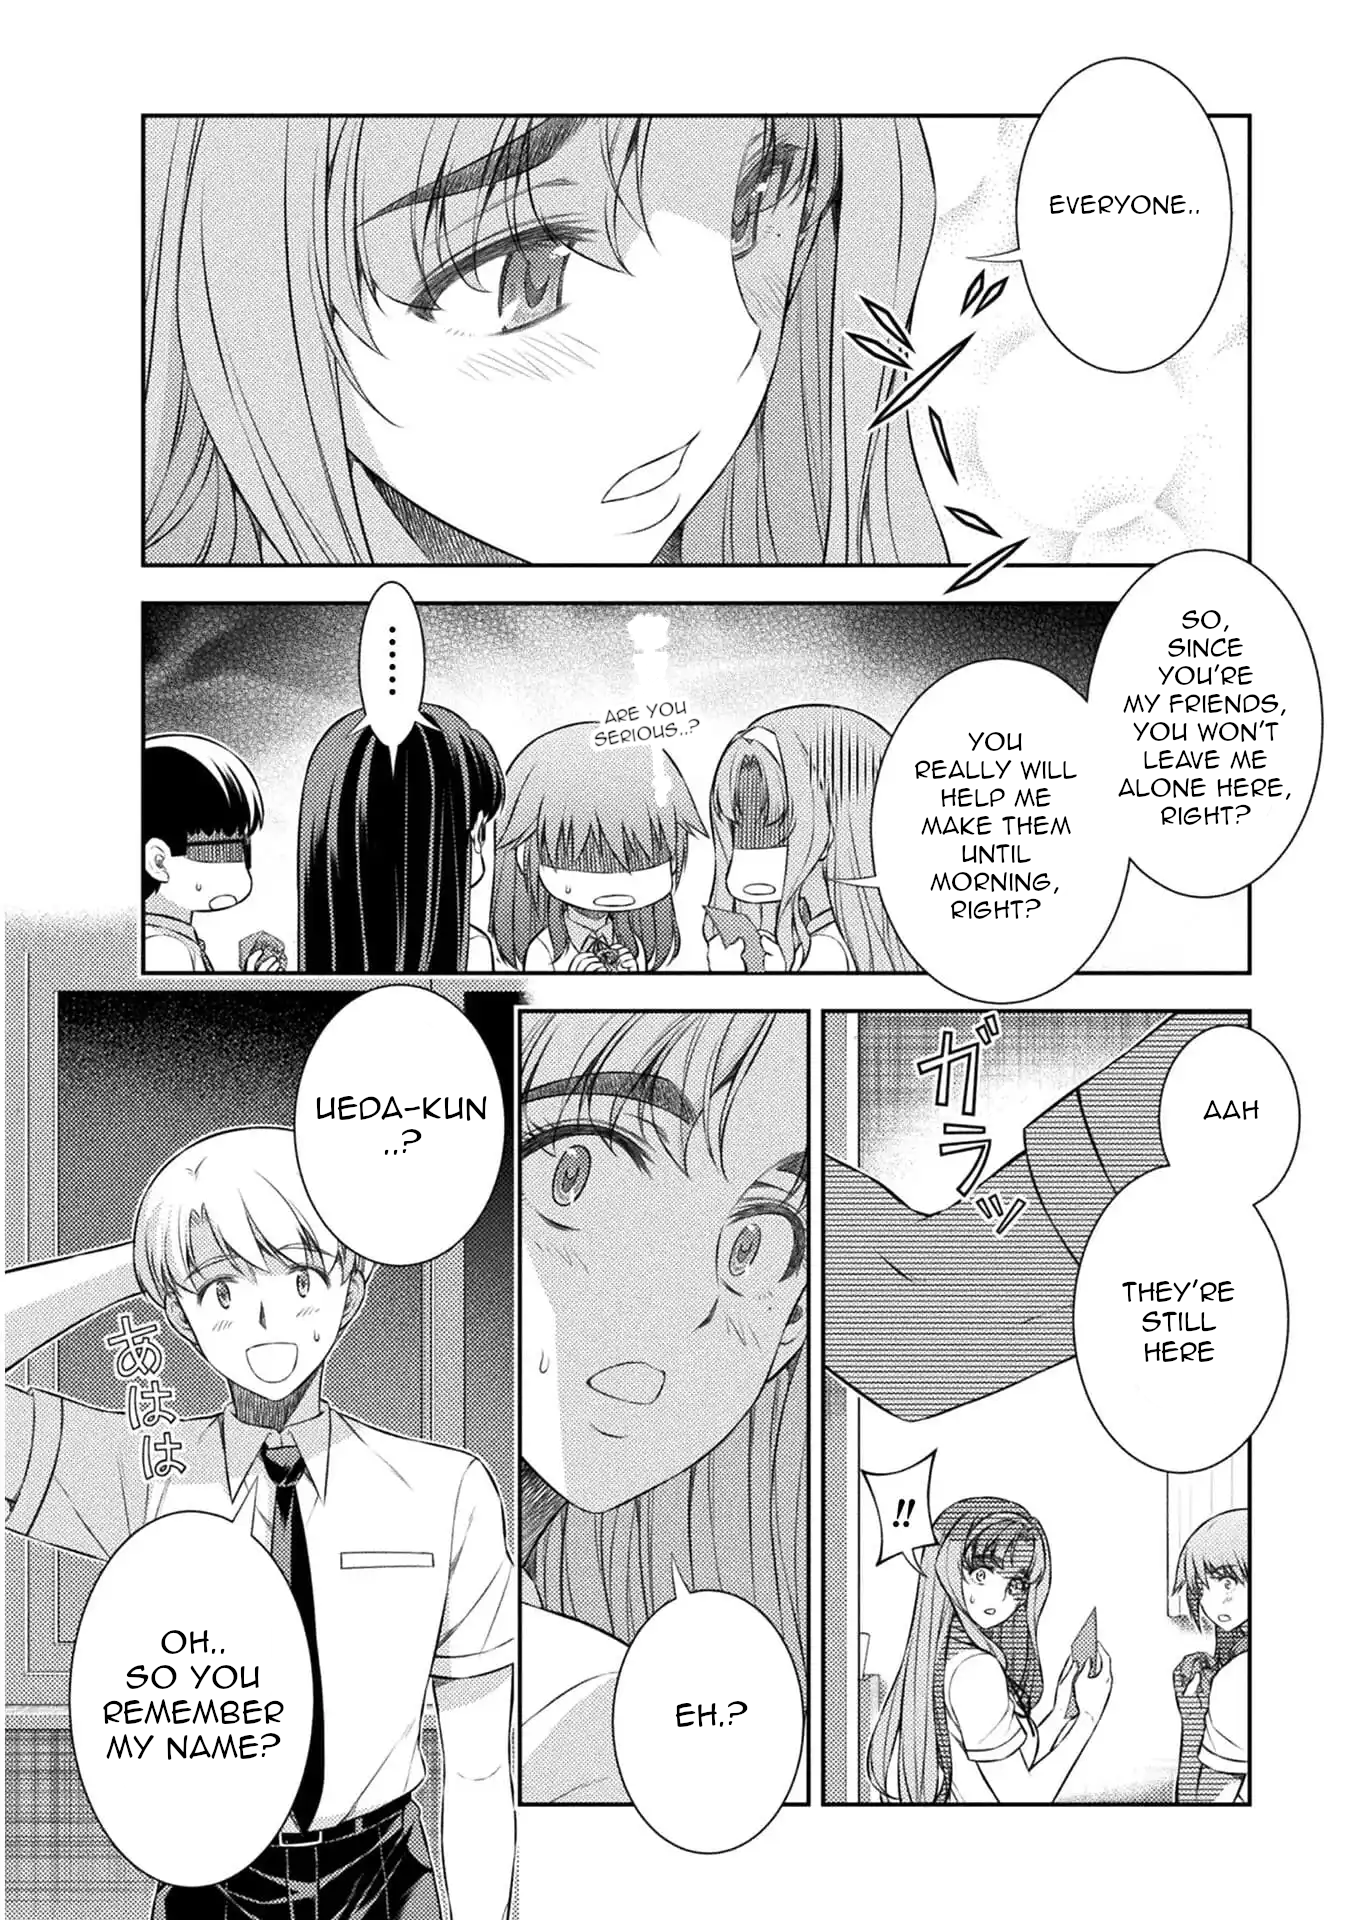 EVERYONE..
SO,
SINCE
YOU'RE
MY FRIENDS,
YOU WON'T
LEAVE ME
ALONE HERE,
RIGHT?
YOU
REALLY WILL
HELP ME
MAKE THEM
UNTIL
MORNING,
RIGHT?
ARE YOU
SERIOUS..?
......
ガラッ
AAH
THEY'RE
STILL
HERE
!!
EH.?
UEDA-KUN
..?
あはは
OH..
SO YOU
REMEMBER
MY NAME?